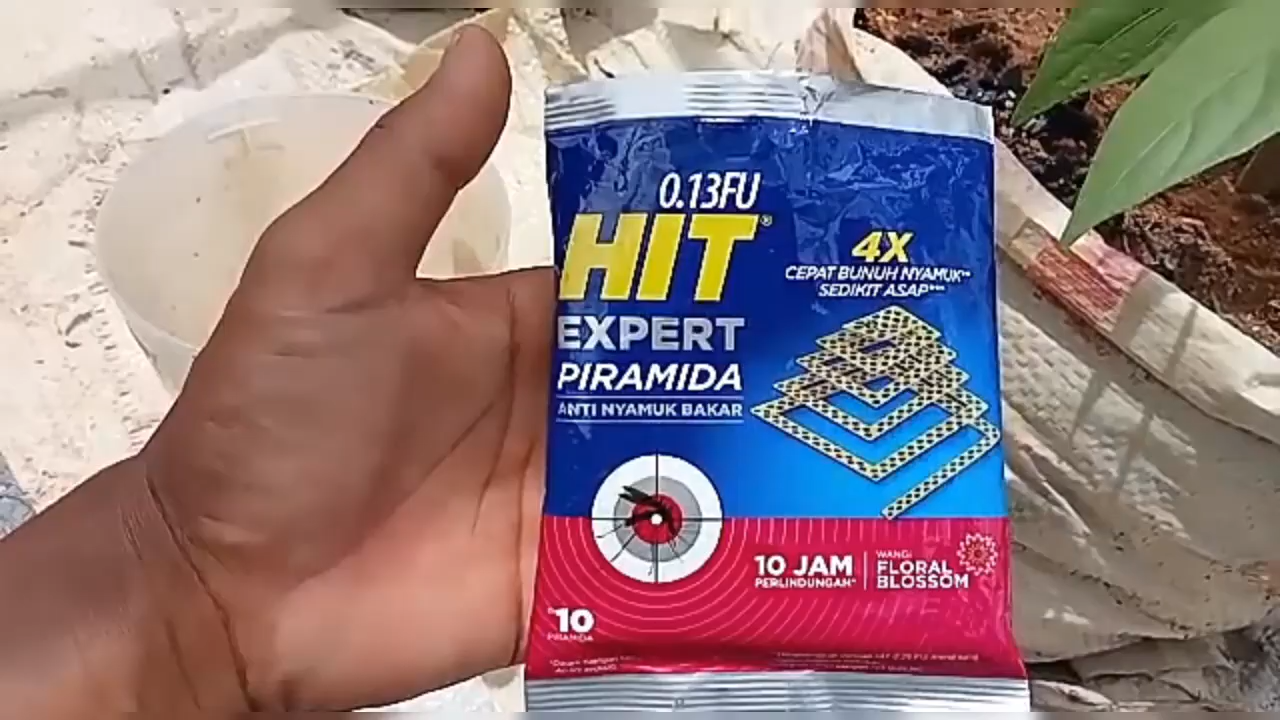 0.13FU
HIT®
EXPERT
PIRAMIDA
ANTI NYAMUK BAKAR
4X
CEPAT BUNUH NYAMUK**
SEDIKIT ASAP***
10 JAM
PERLINDUNGAN*
WANGI
FLORAL
BLOSSOM
10
PIRAMIDA